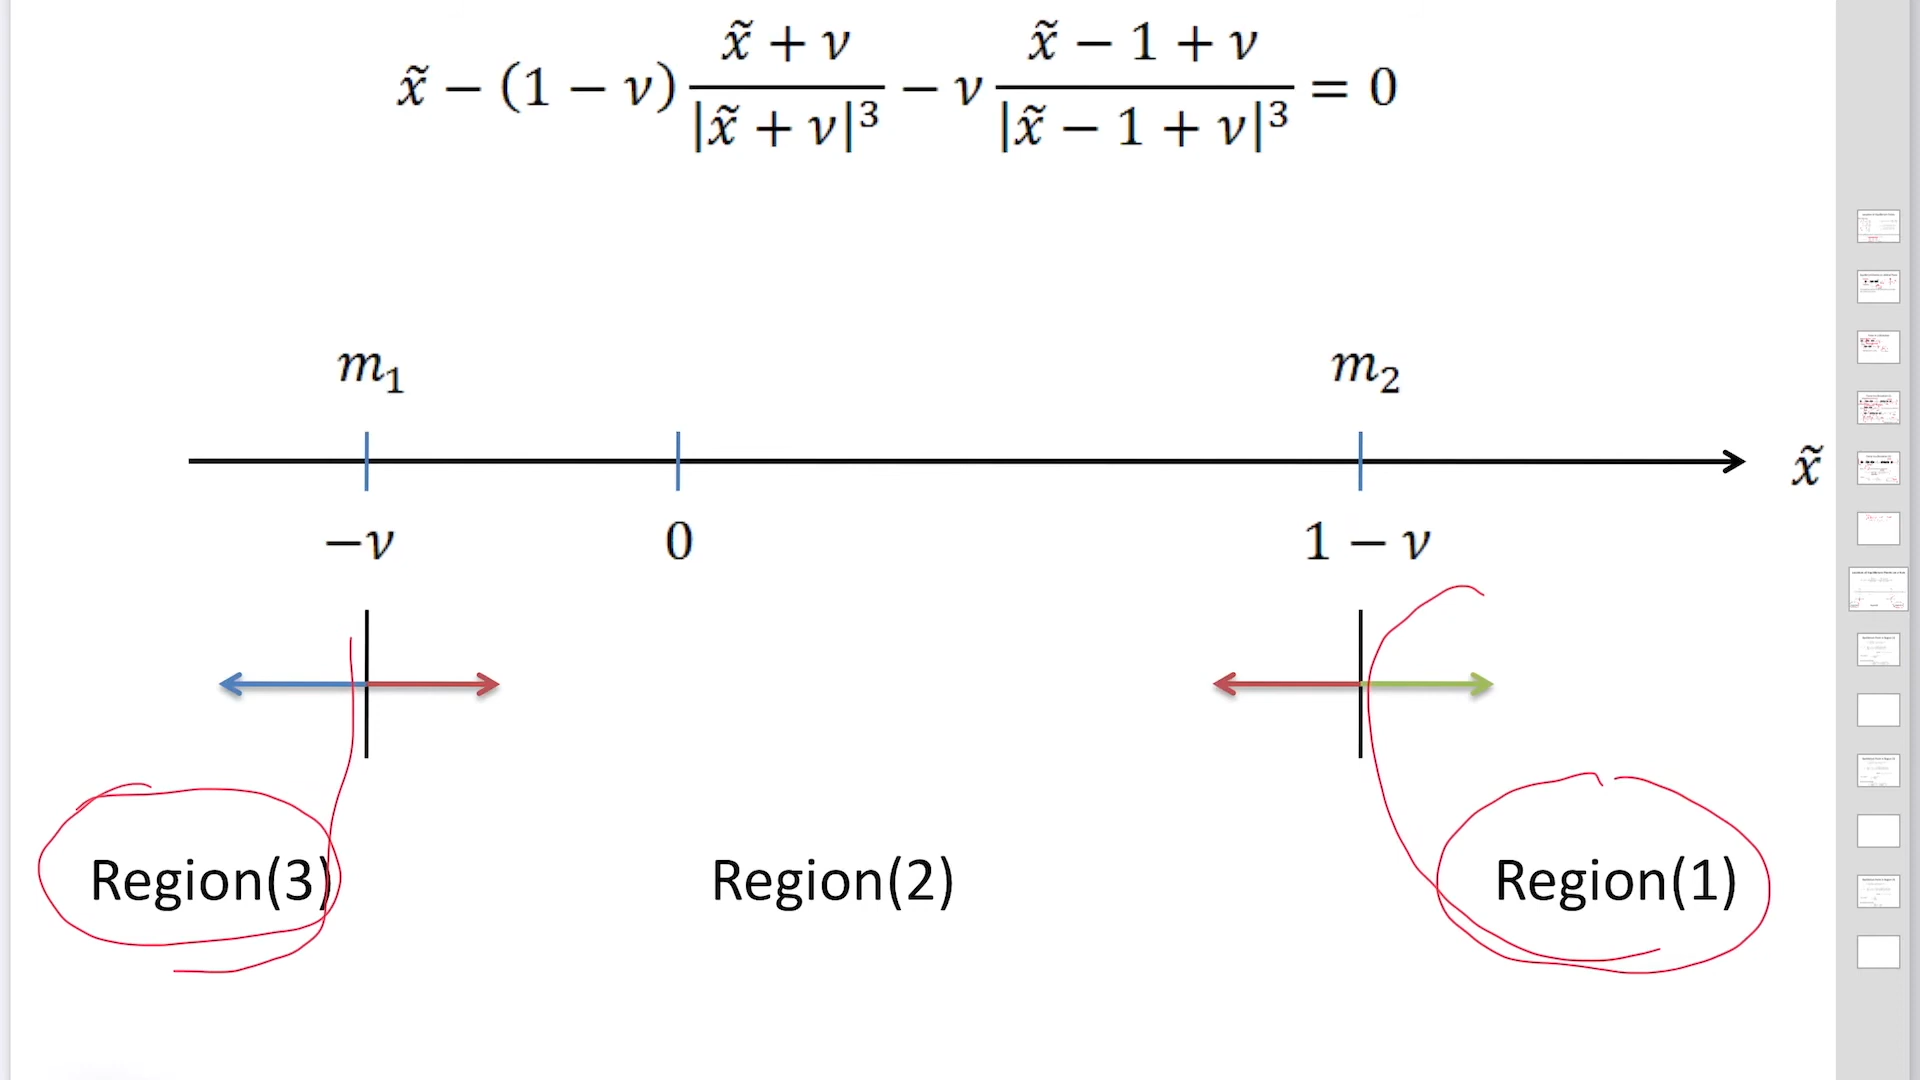 x̃ − (1 − ν) (x̃ + ν)/|x̃ + ν|³ − ν (x̃ − 1 + ν)/|x̃ − 1 + ν|³ = 0
m₁ m₂
x̃
−ν 0 1 − ν
Region(3) Region(2) Region(1)